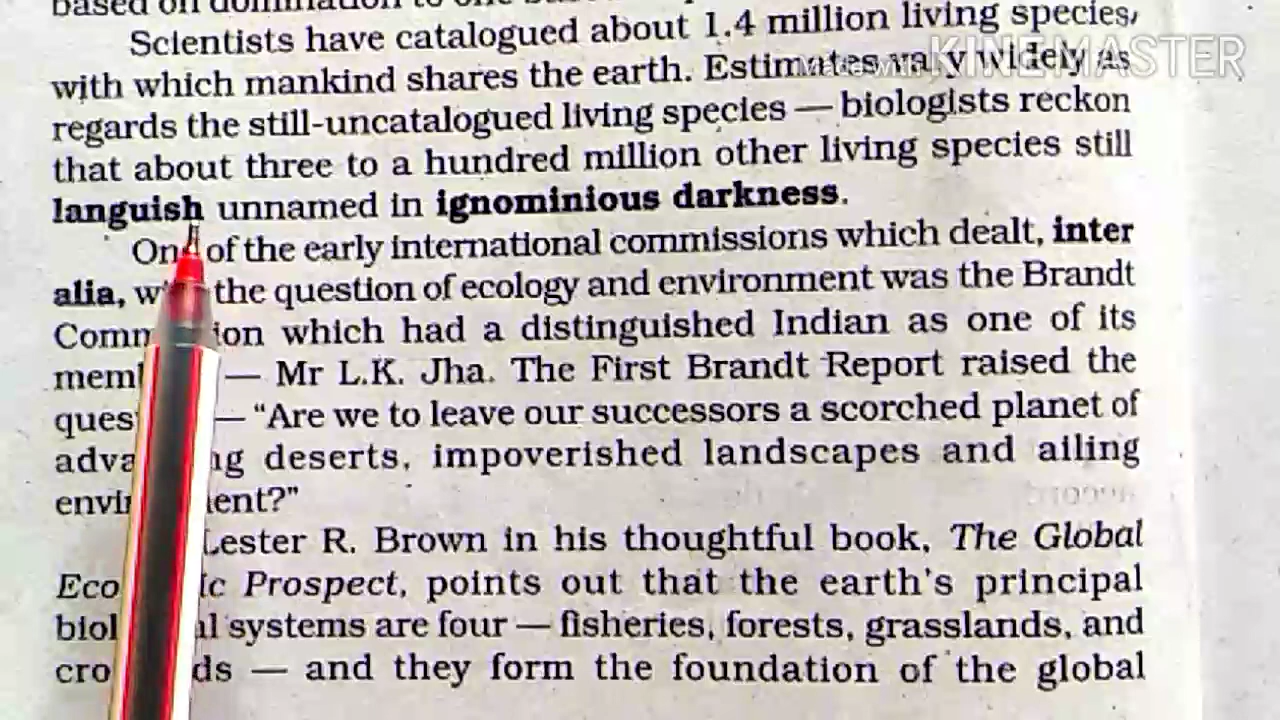 Scientists have catalogued about 1.4 million living species,
with which mankind shares the earth. Estimates vary widely as
KINEMASTER
regards the still-uncatalogued living species — biologists reckon
that about three to a hundred million other living species still
languish unnamed in ignominious darkness.
of the early international commissions which dealt, inter
alia, the question of ecology and environment was the Brandt
which had a distinguished Indian as one of its
— Mr L.K. Jha. The First Brandt Report raised the
— "Are we to leave our successors a scorched planet of
deserts, impoverished landscapes and ailing
Lester R. Brown in his thoughtful book, The Global
Prospect, points out that the earth's principal
systems are four — fisheries, forests, grasslands, and
— and they form the foundation of the global